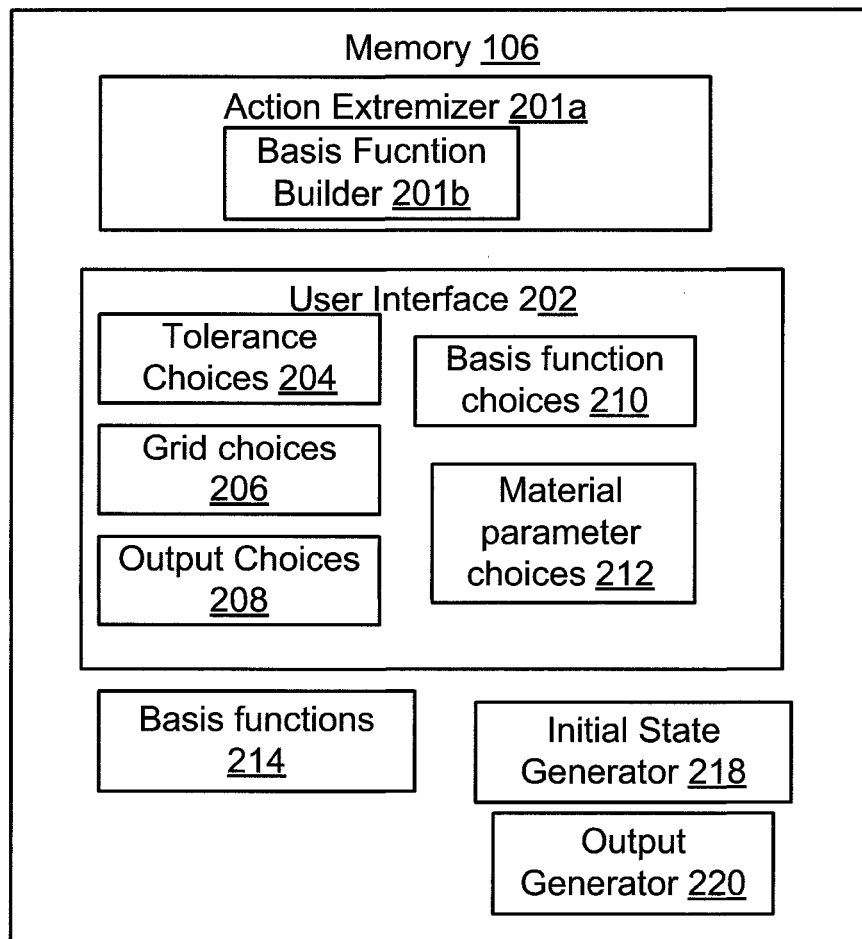 Memory 106
Action Extremizer 201a
Basis Fucntion
Builder 201b
User Interface 202
Tolerance
Choices 204
Basis function
choices 210
Grid choices
206
Material
parameter
choices 212
Output Choices
208
Basis functions
214
Initial State
Generator 218
Output
Generator 220